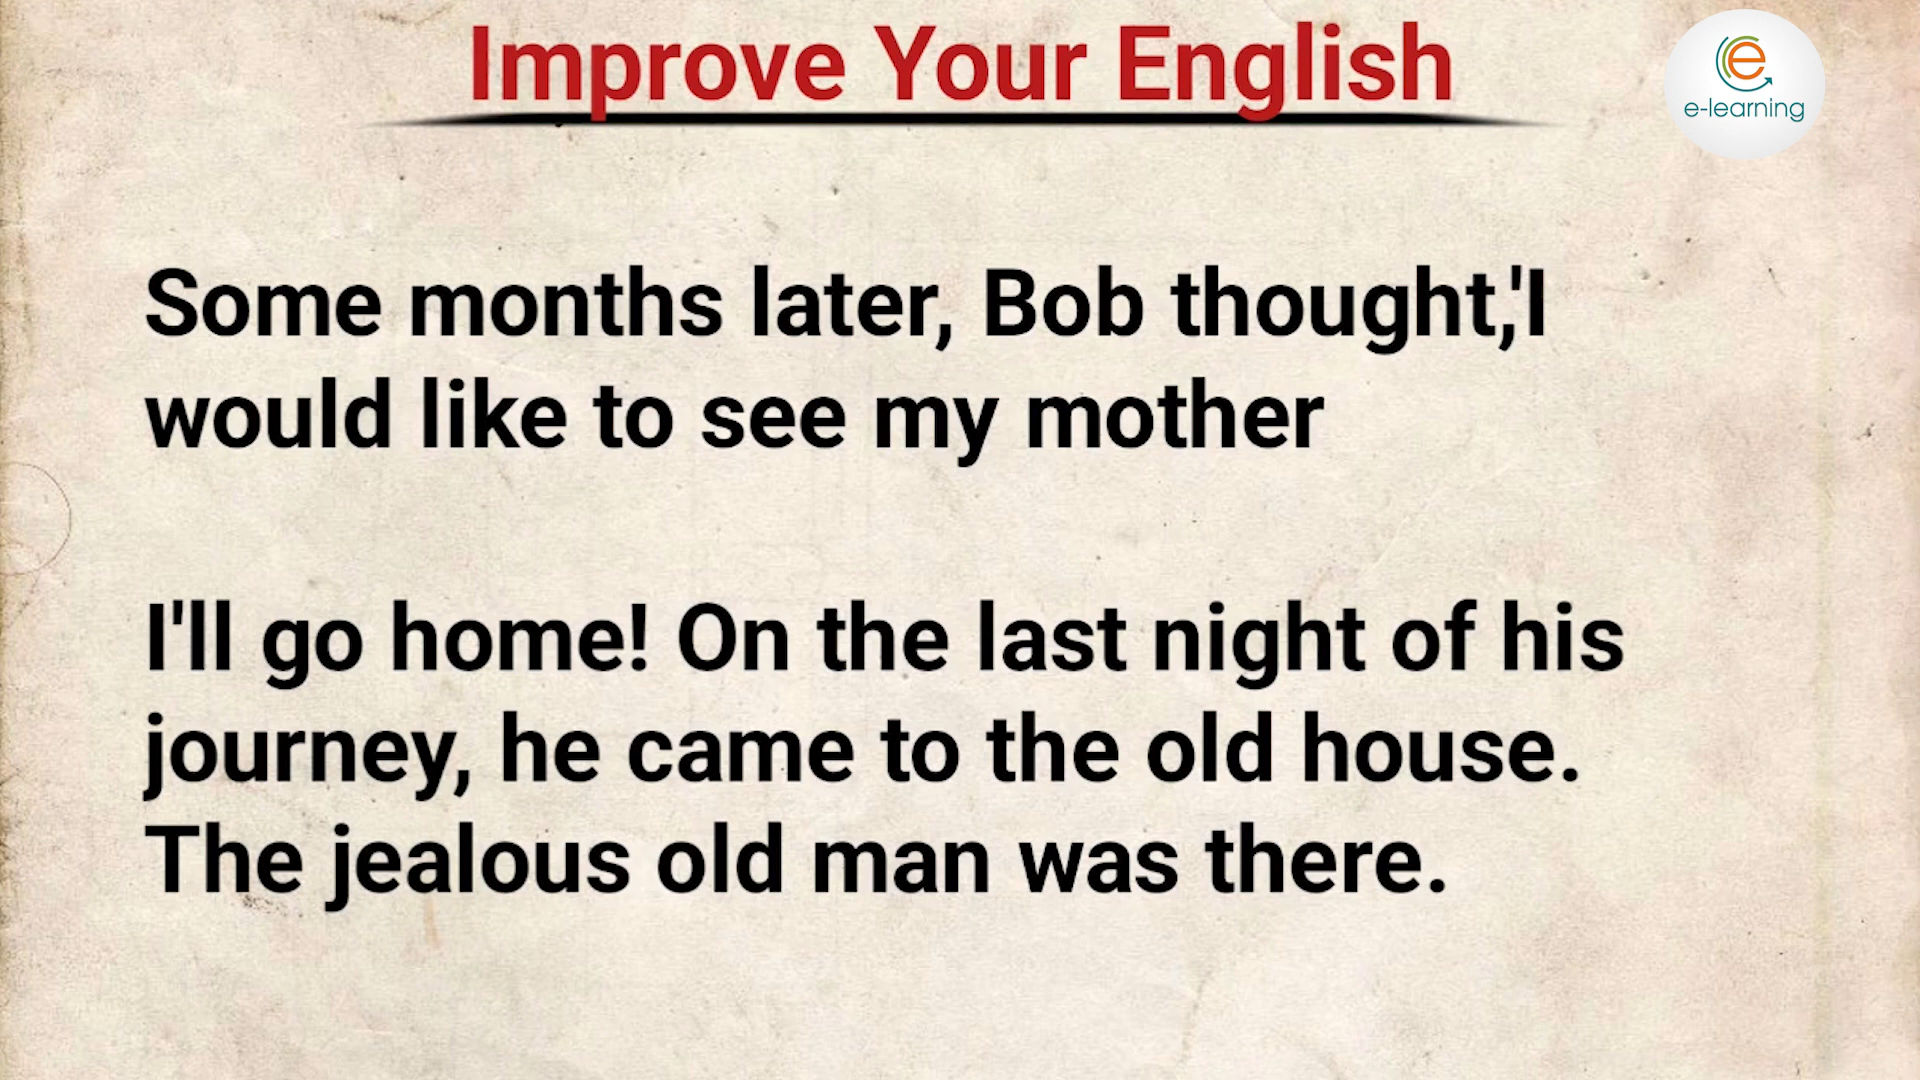 Improve Your English
e-learning
Some months later, Bob thought,'I
would like to see my mother
I'll go home! On the last night of his
journey, he came to the old house.
The jealous old man was there.